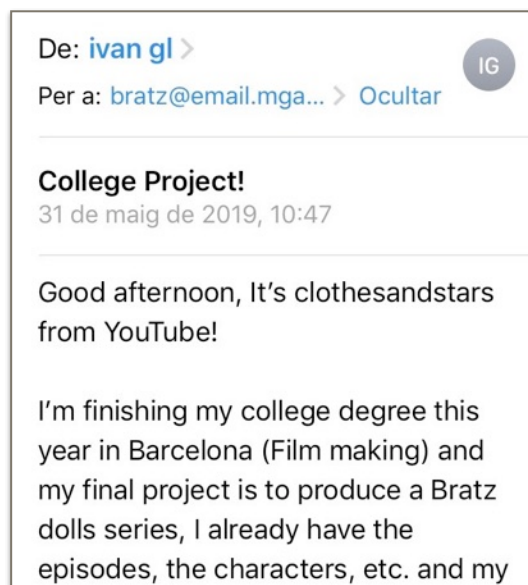 De: ivan gl >
IG
Per a: bratz@email.mga... > Ocultar
College Project!
31 de maig de 2019, 10:47
Good afternoon, It’s clothesandstars
from YouTube!
I’m finishing my college degree this
year in Barcelona (Film making) and
my final project is to produce a Bratz
dolls series, I already have the
episodes, the characters, etc. and my